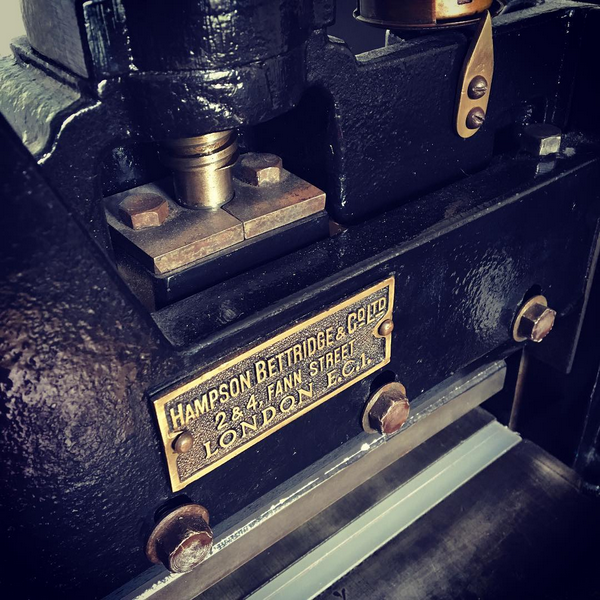 HAMPSON BETTRIDGE & CO LTD
2 & 4, FANN STREET
LONDON E.C.1.